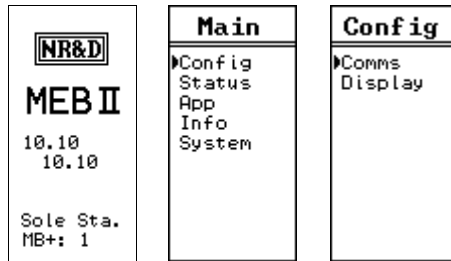 NR&D
MEB II
10.10
10.10
Sole Sta.
MB+: 1
Main
Config
Status
App
Info
System
Config
Comms
Display